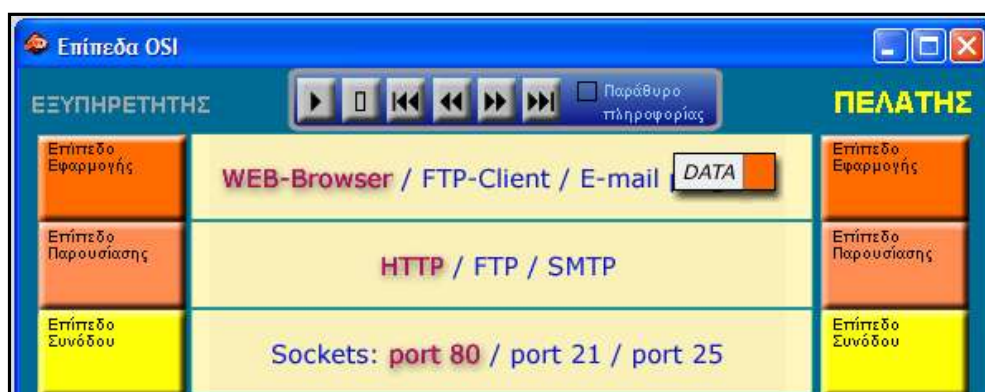 Επίπεδα OSI
ΕΞΥΠΗΡΕΤΗΤΗΣ
Παράθυρο
πληροφορίας
ΠΕΛΑΤΗΣ
Επίπεδο
Εφαρμογής
WEB-Browser / FTP-Client / E-mail
DATA
Επίπεδο
Εφαρμογής
Επίπεδο
Παρουσίασης
HTTP / FTP / SMTP
Επίπεδο
Παρουσίασης
Επίπεδο
Συνόδου
Sockets: port 80 / port 21 / port 25
Επίπεδο
Συνόδου